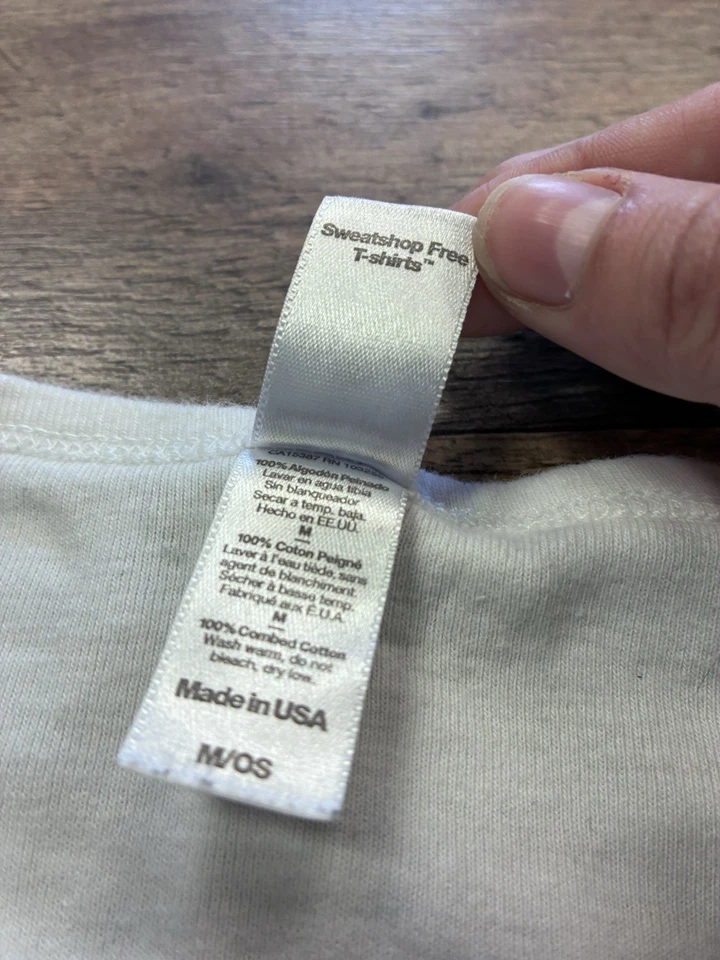 Sweatshop Free
T-shirts™
CA15387 RN
100% Algodón Peinado
Lavar en agua tibia
Sin blanqueador
Secar a temp. baja.
Hecho en EE.UU.
M
100% Coton Peigné
Laver à l'eau tiède, sans
agent de blanchiment.
Sécher à basse temp.
Fabriqué aux É.U.A.
M
100% Combed Cotton
Wash warm, do not
bleach, dry low.
Made in USA
M/OS